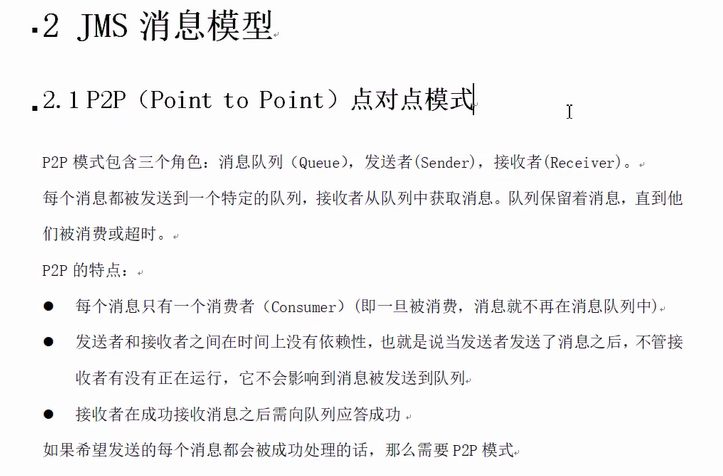 2 JMS 消息模型
2.1 P2P（Point to Point）点对点模式
P2P 模式包含三个角色：消息队列（Queue），发送者(Sender)，接收者(Receiver)。
每个消息都被发送到一个特定的队列，接收者从队列中获取消息。队列保留着消息，直到他
们被消费或超时。
P2P 的特点：
● 每个消息只有一个消费者（Consumer）(即一旦被消费，消息就不再在消息队列中)
● 发送者和接收者之间在时间上没有依赖性，也就是说当发送者发送了消息之后，不管接
收者有没有正在运行，它不会影响到消息被发送到队列
● 接收者在成功接收消息之后需向队列应答成功
如果希望发送的每个消息都会被成功处理的话，那么需要 P2P 模式